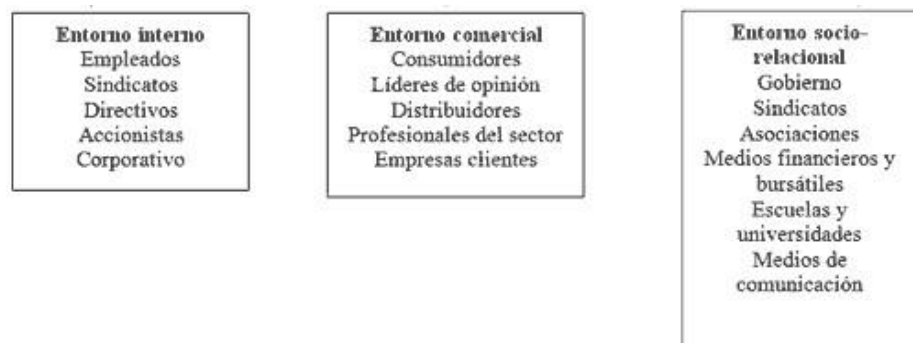 Entorno interno
Empleados
Sindicatos
Directivos
Accionistas
Corporativo
Entorno comercial
Consumidores
Líderes de opinión
Distribuidores
Profesionales del sector
Empresas clientes
Entorno socio-
relacional
Gobierno
Sindicatos
Asociaciones
Medios financieros y
bursátiles
Escuelas y
universidades
Medios de
comunicación